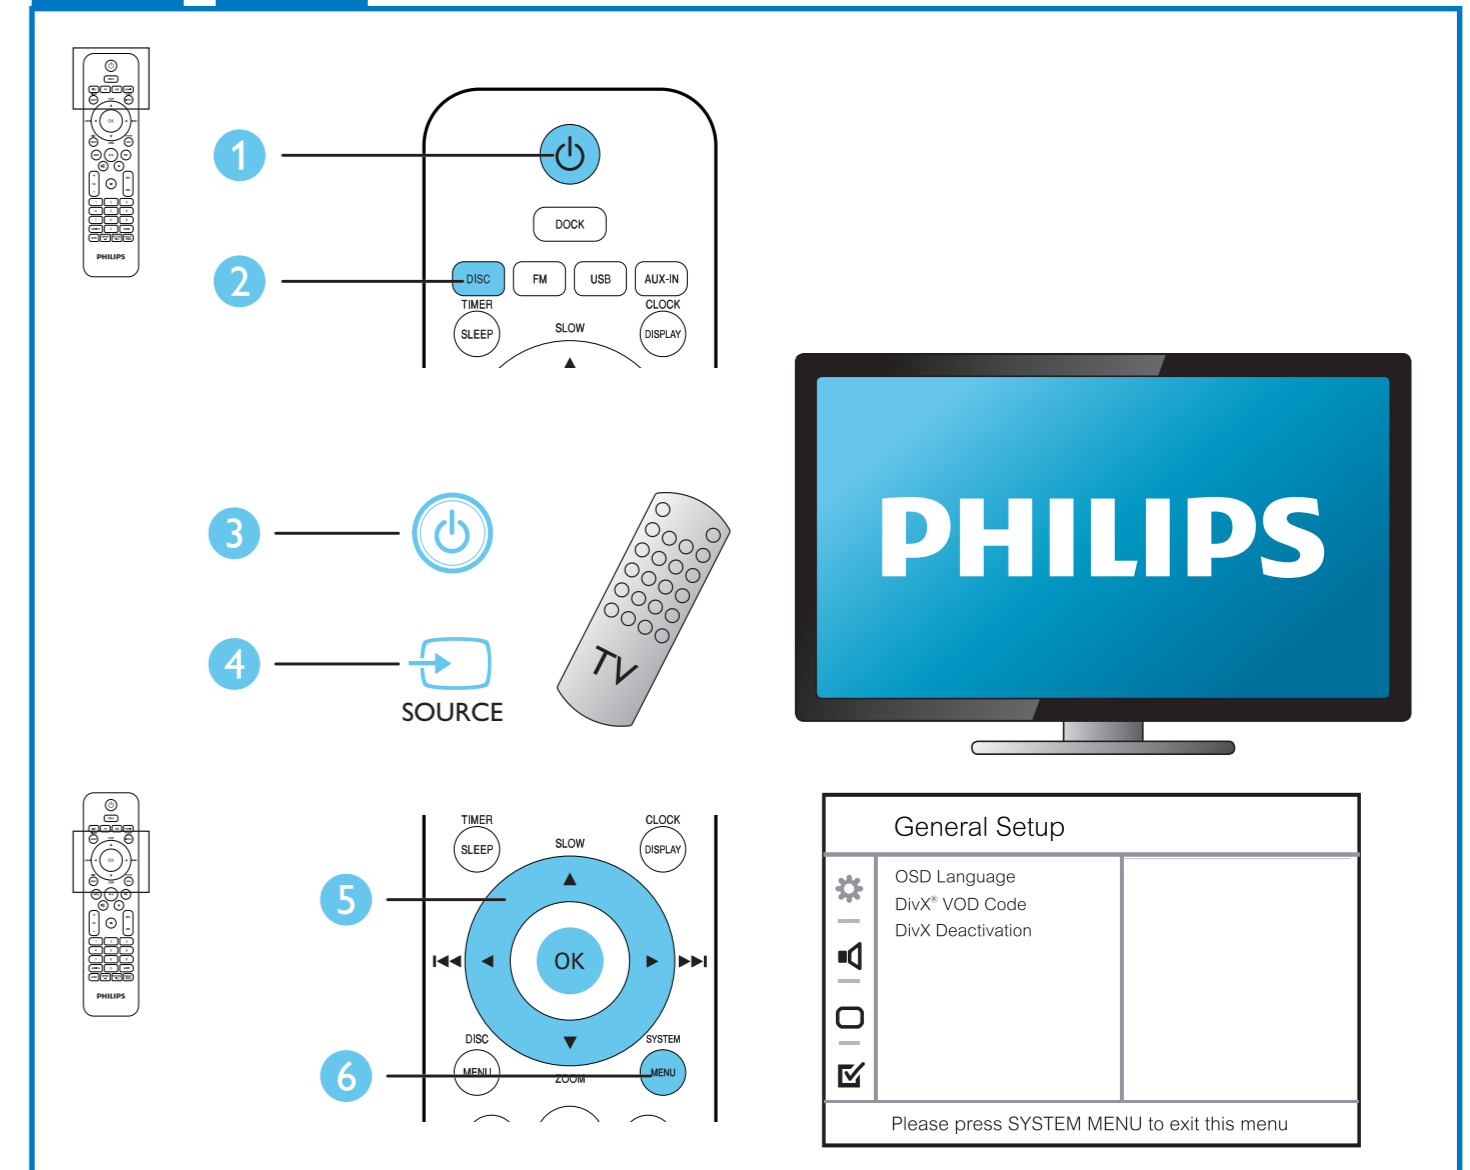 PHILIPS
1
DOCK
2
DISC
FM
USB
AUX-IN
TIMER
CLOCK
SLEEP
SLOW
DISPLAY
3
4
SOURCE
TV
PHILIPS
PHILIPS
TIMER
CLOCK
SLEEP
SLOW
DISPLAY
5
OK
DISC
SYSTEM
MENU
ZOOM
MENU
6
General Setup
OSD Language
DivX® VOD Code
DivX Deactivation
Please press SYSTEM MENU to exit this menu